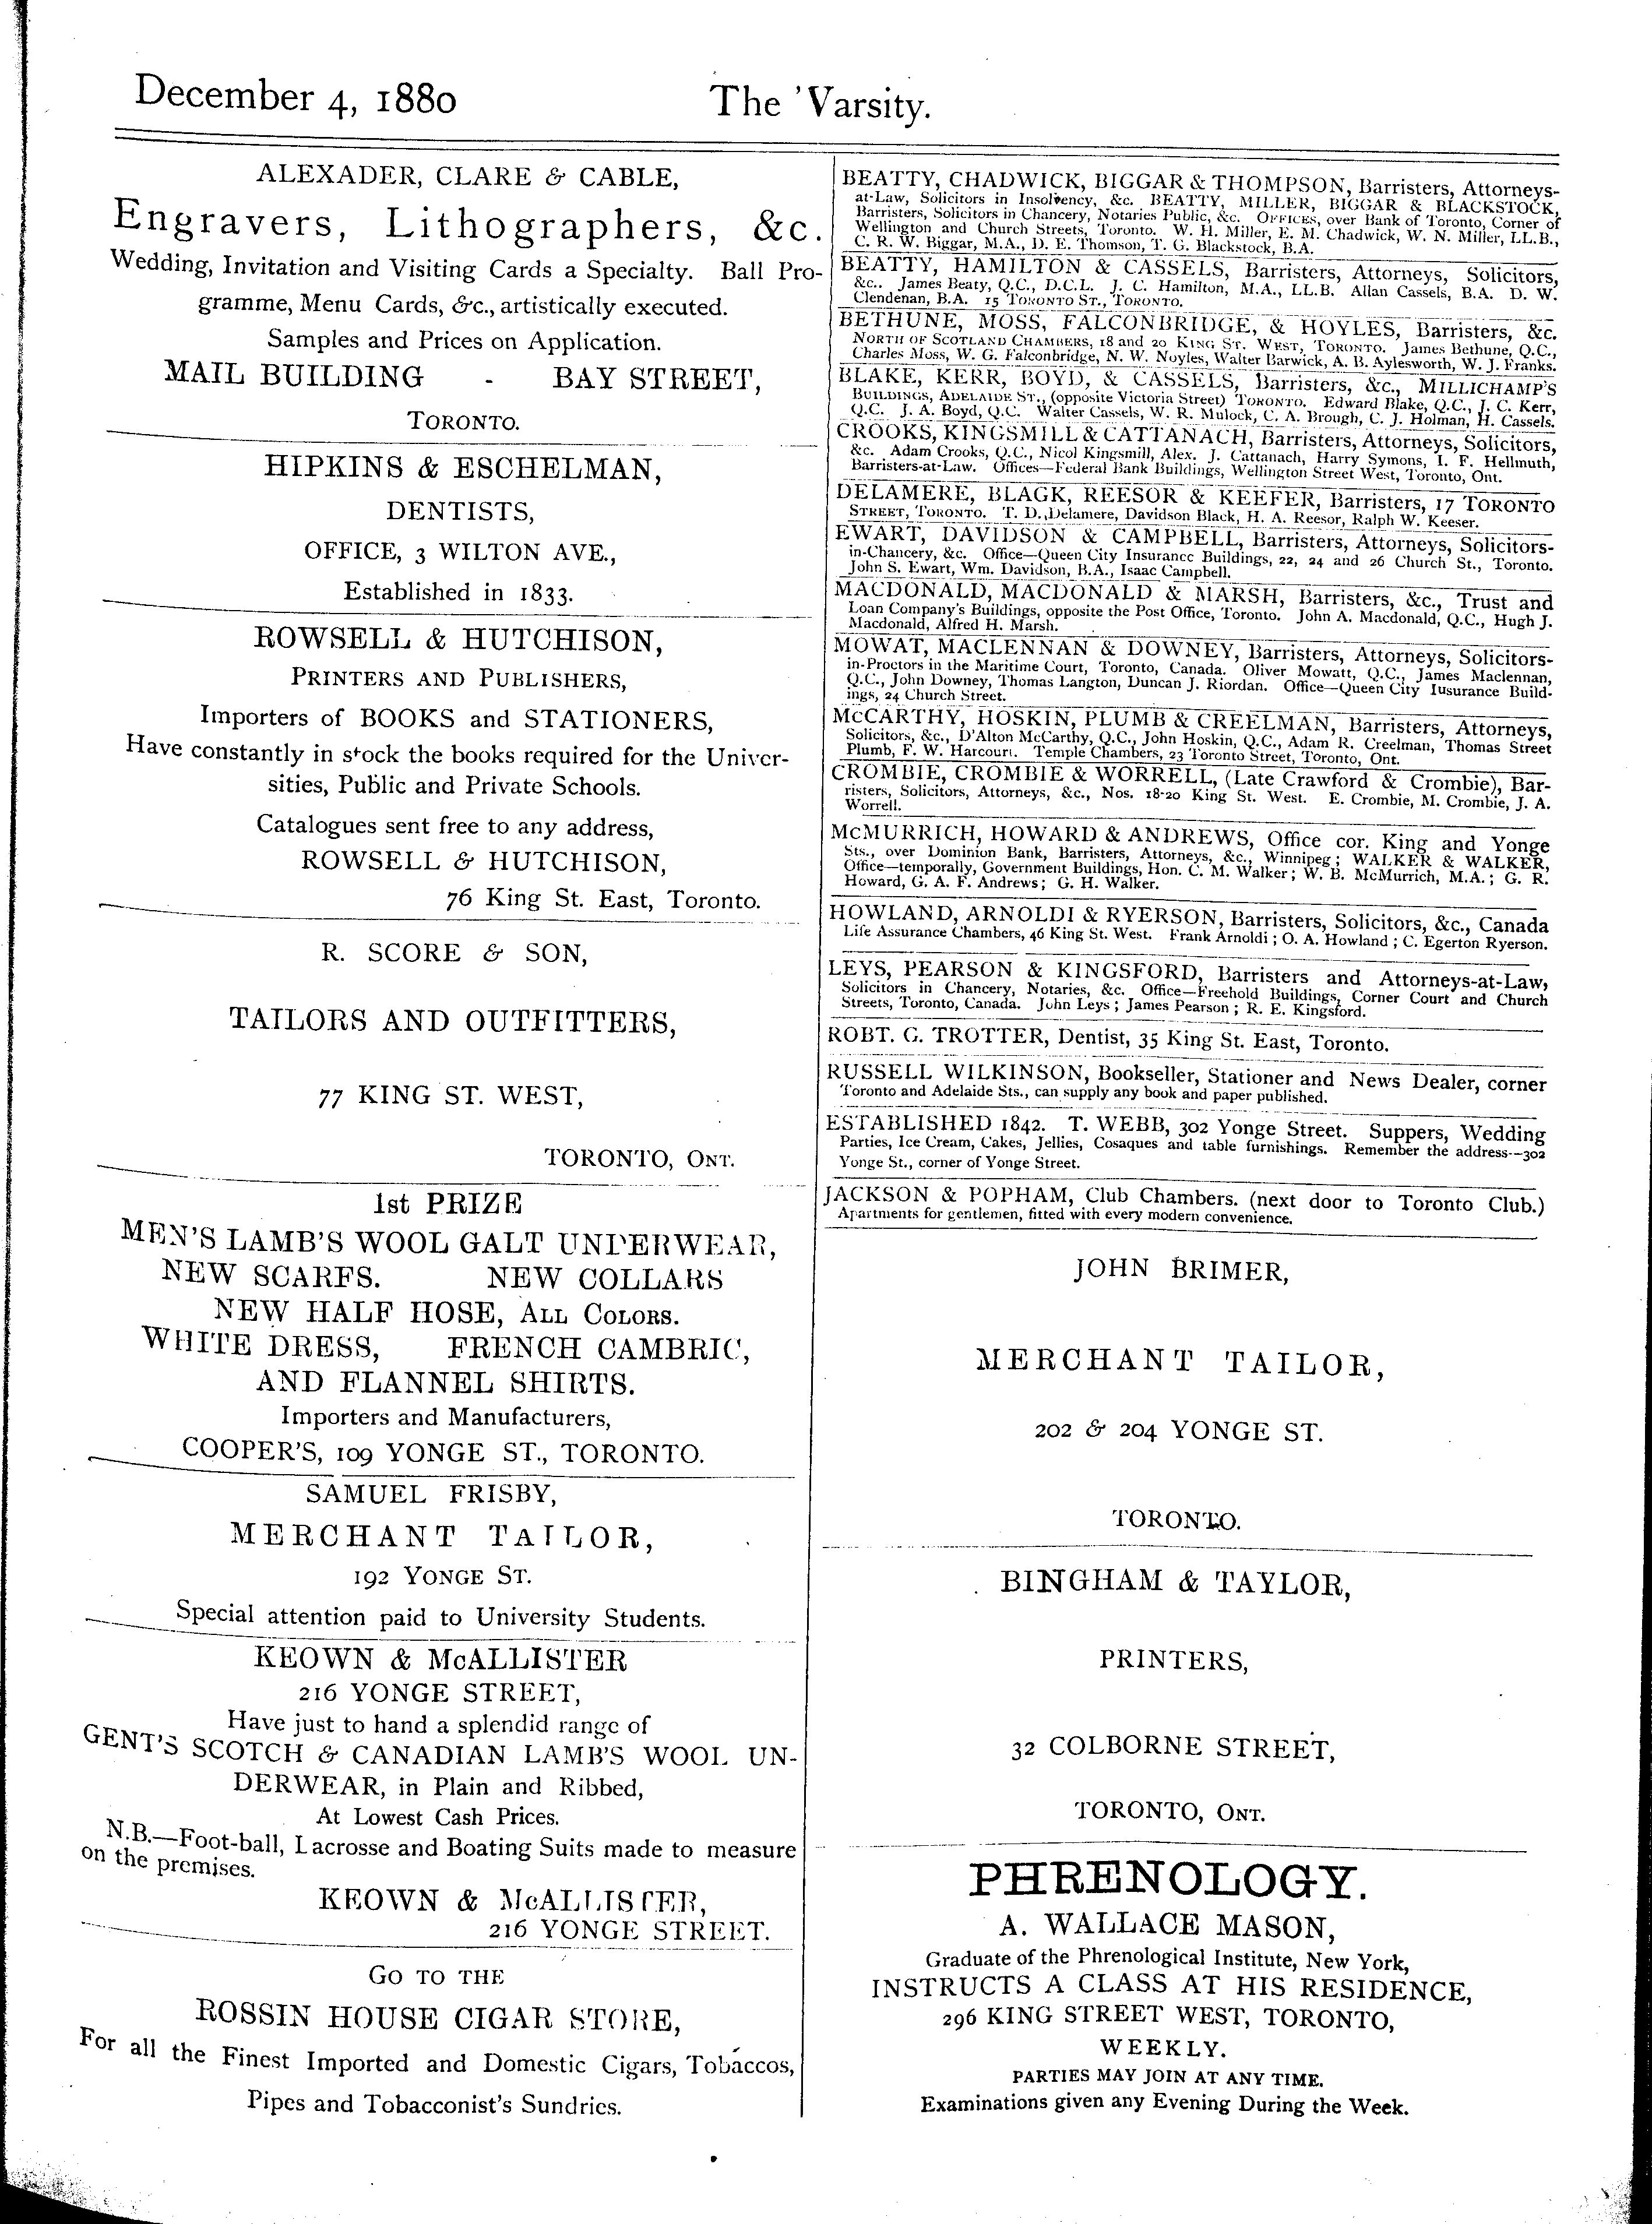 December 4, 1880
The 'Varsity.
ALEXADER, CLARE & CABLE,
Engravers, Lithographers, &c.
Wedding, Invitation and Visiting Cards a Specialty. Ball Pro-
gramme, Menu Cards, &c., artistically executed.
Samples and Prices on Application.
MAIL BUILDING - BAY STREET,
TORONTO.
HIPKINS & ESCHELMAN,
DENTISTS,
OFFICE, 3 WILTON AVE.,
Established in 1833.
ROWSELL & HUTCHISON,
PRINTERS AND PUBLISHERS,
Importers of BOOKS and STATIONERS,
Have constantly in stock the books required for the Univer-
sities, Public and Private Schools.
Catalogues sent free to any address,
ROWSELL & HUTCHISON,
76 King St. East, Toronto.
R. SCORE & SON,
TAILORS AND OUTFITTERS,
77 KING ST. WEST,
TORONTO, ONT.
1st PRIZE
MEN'S LAMB'S WOOL GALT UNDERWEAR,
NEW SCARFS. NEW COLLARS
NEW HALF HOSE, ALL COLORS.
WHITE DRESS, FRENCH CAMBRIC,
AND FLANNEL SHIRTS.
Importers and Manufacturers,
COOPER'S, 109 YONGE ST., TORONTO.
SAMUEL FRISBY,
MERCHANT TAILOR,
192 YONGE ST.
Special attention paid to University Students.
KEOWN & McALLISTER
216 YONGE STREET,
Have just to hand a splendid range of
GENT'S SCOTCH & CANADIAN LAMB'S WOOL UN-
DERWEAR, in Plain and Ribbed,
At Lowest Cash Prices.
N.B.—Foot-ball, Lacrosse and Boating Suits made to measure
on the premises.
KEOWN & McALLISTER,
216 YONGE STREET.
GO TO THE
ROSSIN HOUSE CIGAR STORE,
For all the Finest Imported and Domestic Cigars, Tobaccos,
Pipes and Tobacconist's Sundries.
BEATTY, CHADWICK, BIGGAR & THOMPSON, Barristers, Attorneys-
at-Law, Solicitors in Insolvency, &c. BEATTY, MILLER, BIGGAR & BLACKSTOCK,
Barristers, Solicitors in Chancery, Notaries Public, &c. OFFICES, over Bank of Toronto, Corner of
Wellington and Church Streets, Toronto. W. H. Miller, E. M. Chadwick, W. N. Miller, LL.B.,
C. R. W. Biggar, M.A., D. E. Thomson, T. G. Blackstock, B.A.
BEATTY, HAMILTON & CASSELS, Barristers, Attorneys, Solicitors,
&c.. James Beaty, Q.C., D.C.L. J. C. Hamilton, M.A., LL.B. Allan Cassels, B.A. D. W.
Clendenan, B.A. 15 TORONTO ST., TORONTO.
BETHUNE, MOSS, FALCONBRIDGE, & HOYLES, Barristers, &c.
NORTH OF SCOTLAND CHAMBERS, 18 and 20 KING ST. WEST, TORONTO. James Bethune, Q.C.,
Charles Moss, W. G. Falconbridge, N. W. Noyles, Walter Barwick, A. B. Aylesworth, W. J. Franks.
BLAKE, KERR, BOYD, & CASSELS, Barristers, &c., MILLICHAMP'S
BUILDINGS, ADELAIDE ST., (opposite Victoria Street) TORONTO. Edward Blake, Q.C., J. C. Kerr,
Q.C. J. A. Boyd, Q.C. Walter Cassels, W. R. Mulock, C. A. Brough, C. J. Holman, H. Cassels.
CROOKS, KINGSMILL & CATTANACH, Barristers, Attorneys, Solicitors,
&c. Adam Crooks, Q.C., Nicol Kingsmill, Alex. J. Cattanach, Harry Symons, I. F. Hellmuth,
Barristers-at-Law. Offices—Federal Bank Buildings, Wellington Street West, Toronto, Ont.
DELAMERE, BLAGK, REESOR & KEEFER, Barristers, 17 TORONTO
STREET, TORONTO. T. D. Delamere, Davidson Black, H. A. Reesor, Ralph W. Keeser.
EWART, DAVIDSON & CAMPBELL, Barristers, Attorneys, Solicitors-
in-Chancery, &c. Office—Queen City Insurance Buildings, 22, 24 and 26 Church St., Toronto.
John S. Ewart, Wm. Davidson, B.A., Isaac Campbell.
MACDONALD, MACDONALD & MARSH, Barristers, &c., Trust and
Loan Company's Buildings, opposite the Post Office, Toronto. John A. Macdonald, Q.C., Hugh J.
Macdonald, Alfred H. Marsh.
MOWAT, MACLENNAN & DOWNEY, Barristers, Attorneys, Solicitors-
in-Proctors in the Maritime Court, Toronto, Canada. Oliver Mowatt, Q.C., James Maclennan,
Q.C., John Downey, Thomas Langton, Duncan J. Riordan. Office—Queen City Iusurance Build-
ings, 24 Church Street.
McCARTHY, HOSKIN, PLUMB & CREELMAN, Barristers, Attorneys,
Solicitors, &c., D'Alton McCarthy, Q.C., John Hoskin, Q.C., Adam R. Creelman, Thomas Street
Plumb, F. W. Harcourt. Temple Chambers, 23 Toronto Street, Toronto, Ont.
CROMBIE, CROMBIE & WORRELL, (Late Crawford & Crombie), Bar-
risters, Solicitors, Attorneys, &c., Nos. 18-20 King St. West. E. Crombie, M. Crombie, J. A.
Worrell.
McMURRICH, HOWARD & ANDREWS, Office cor. King and Yonge
Sts., over Dominion Bank, Barristers, Attorneys, &c., Winnipeg; WALKER & WALKER,
Office—temporally, Government Buildings, Hon. C. M. Walker; W. B. McMurrich, M.A.; G. R.
Howard, G. A. F. Andrews; G. H. Walker.
HOWLAND, ARNOLDI & RYERSON, Barristers, Solicitors, &c., Canada
Life Assurance Chambers, 46 King St. West. Frank Arnoldi; O. A. Howland; C. Egerton Ryerson.
LEYS, PEARSON & KINGSFORD, Barristers and Attorneys-at-Law,
Solicitors in Chancery, Notaries, &c. Office—Freehold Buildings, Corner Court and Church
Streets, Toronto, Canada. John Leys; James Pearson; R. E. Kingsford.
ROBT. G. TROTTER, Dentist, 35 King St. East, Toronto.
RUSSELL WILKINSON, Bookseller, Stationer and News Dealer, corner
Toronto and Adelaide Sts., can supply any book and paper published.
ESTABLISHED 1842. T. WEBB, 302 Yonge Street. Suppers, Wedding
Parties, Ice Cream, Cakes, Jellies, Cosaques and table furnishings. Remember the address--302
Yonge St., corner of Yonge Street.
JACKSON & POPHAM, Club Chambers. (next door to Toronto Club.)
Apartments for gentlemen, fitted with every modern convenience.
JOHN BRIMER,
MERCHANT TAILOR,
202 & 204 YONGE ST.
TORONTO.
BINGHAM & TAYLOR,
PRINTERS,
32 COLBORNE STREET,
TORONTO, ONT.
PHRENOLOGY.
A. WALLACE MASON,
Graduate of the Phrenological Institute, New York,
INSTRUCTS A CLASS AT HIS RESIDENCE,
296 KING STREET WEST, TORONTO,
WEEKLY.
PARTIES MAY JOIN AT ANY TIME.
Examinations given any Evening During the Week.